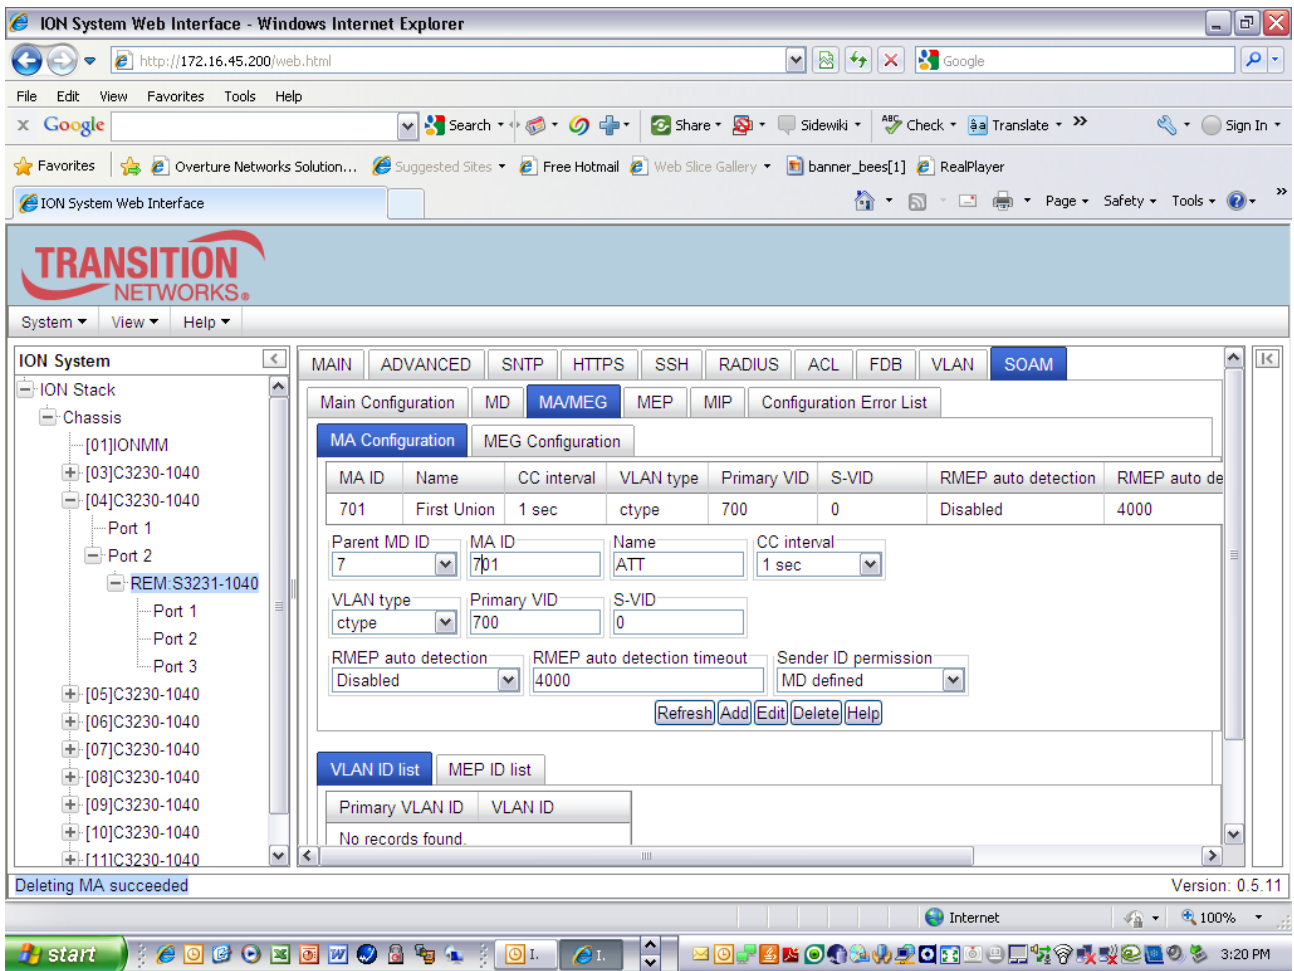 ION System Web Interface - Windows Internet Explorer
http://172.16.45.200/web.html
Google
File Edit View Favorites Tools Help
x Google Search Share Sidewiki Check Translate Sign In
Favorites Overture Networks Solution... Suggested Sites Free Hotmail Web Slice Gallery banner_bees[1] RealPlayer
ION System Web Interface Page Safety Tools
TRANSITION
NETWORKS®
System View Help
ION System
ION Stack
Chassis
[01]IONMM
[03]C3230-1040
[04]C3230-1040
Port 1
Port 2
REM:S3231-1040
Port 1
Port 2
Port 3
[05]C3230-1040
[06]C3230-1040
[07]C3230-1040
[08]C3230-1040
[09]C3230-1040
[10]C3230-1040
[11]C3230-1040
MAIN ADVANCED SNTP HTTPS SSH RADIUS ACL FDB VLAN SOAM
Main Configuration MD MA/MEG MEP MIP Configuration Error List
MA Configuration MEG Configuration
MA ID Name CC interval VLAN type Primary VID S-VID RMEP auto detection RMEP auto de
701 First Union 1 sec ctype 700 0 Disabled 4000
Parent MD ID MA ID Name CC interval
7 701 ATT 1 sec
VLAN type Primary VID S-VID
ctype 700 0
RMEP auto detection RMEP auto detection timeout Sender ID permission
Disabled 4000 MD defined
Refresh Add Edit Delete Help
VLAN ID list MEP ID list
Primary VLAN ID VLAN ID
No records found.
Deleting MA succeeded Version: 0.5.11
Internet 100%
start I. I. 3:20 PM